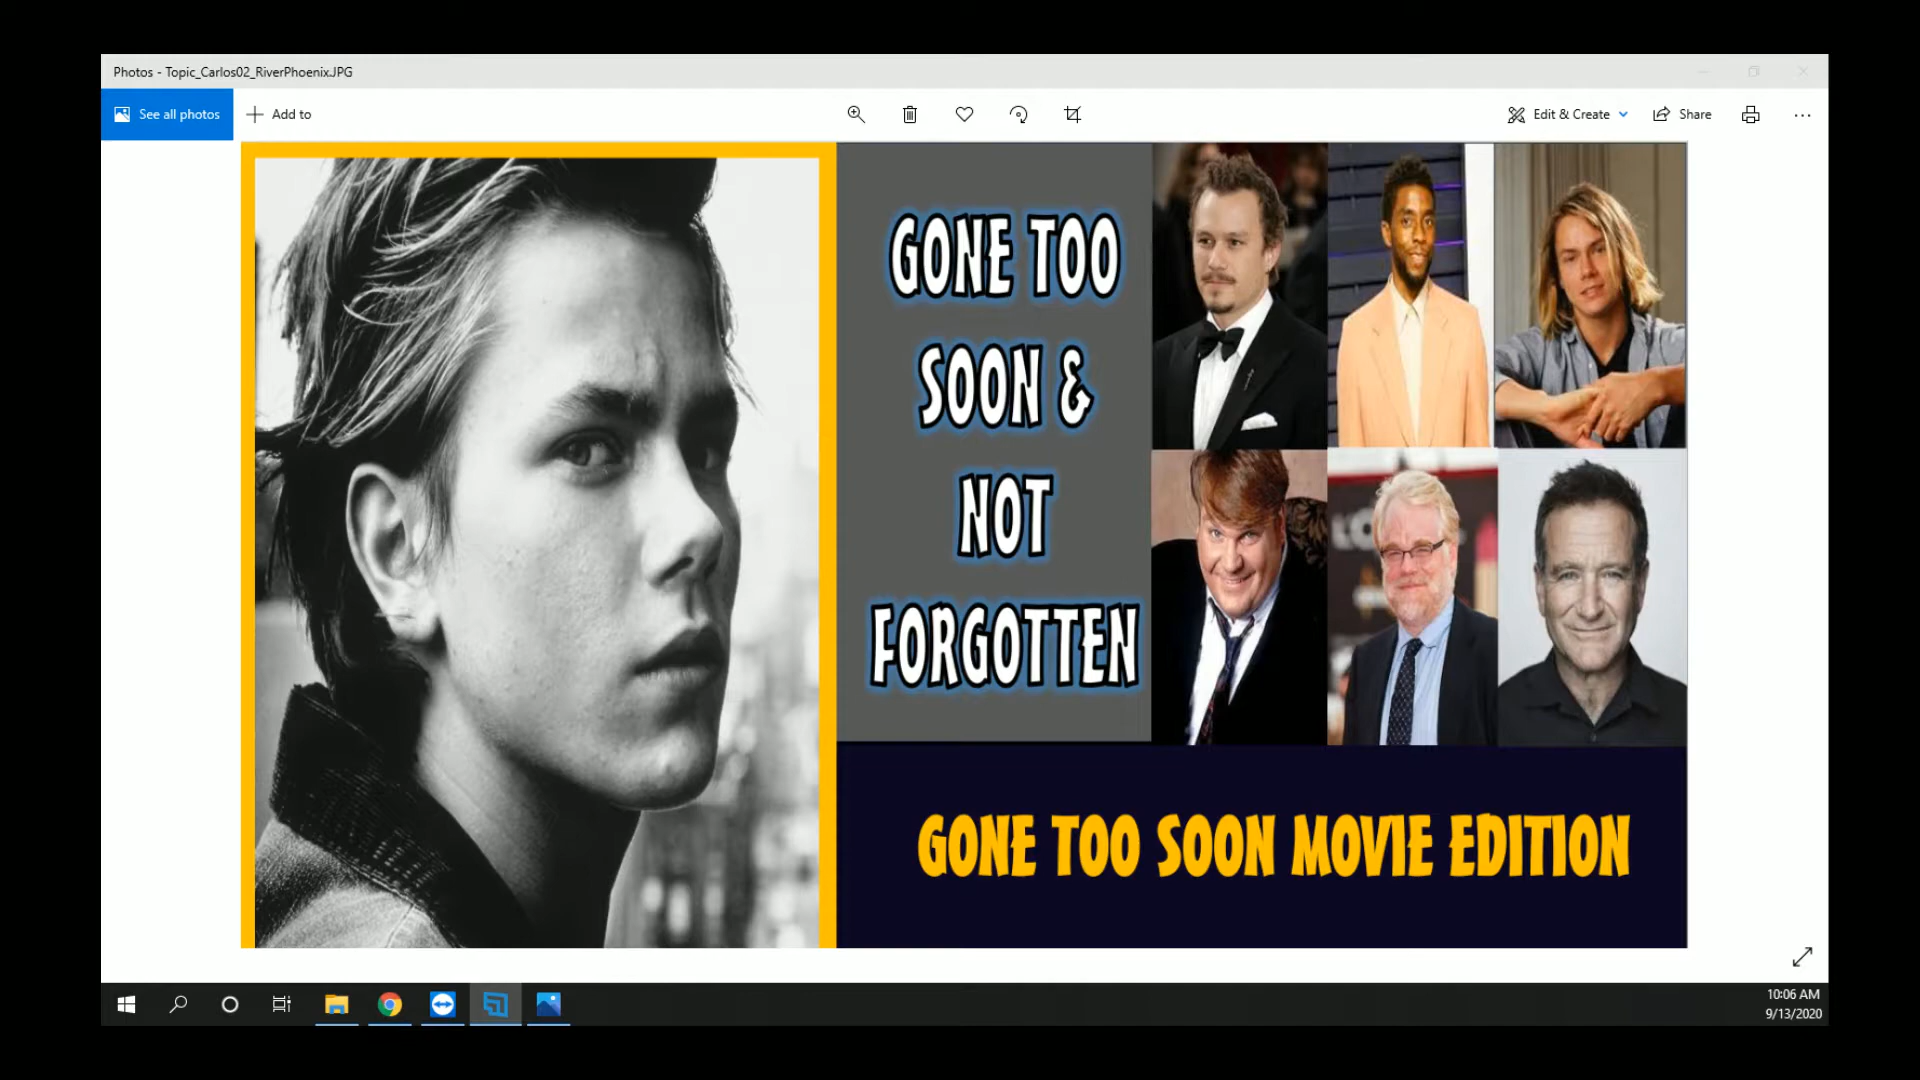 Photos - Topic_Carlos02_RiverPhoenix.JPG
See all photos
Add to
Edit & Create
Share
GONE TOO
SOON &
NOT
FORGOTTEN
GONE TOO SOON MOVIE EDITION
10:06 AM
9/13/2020